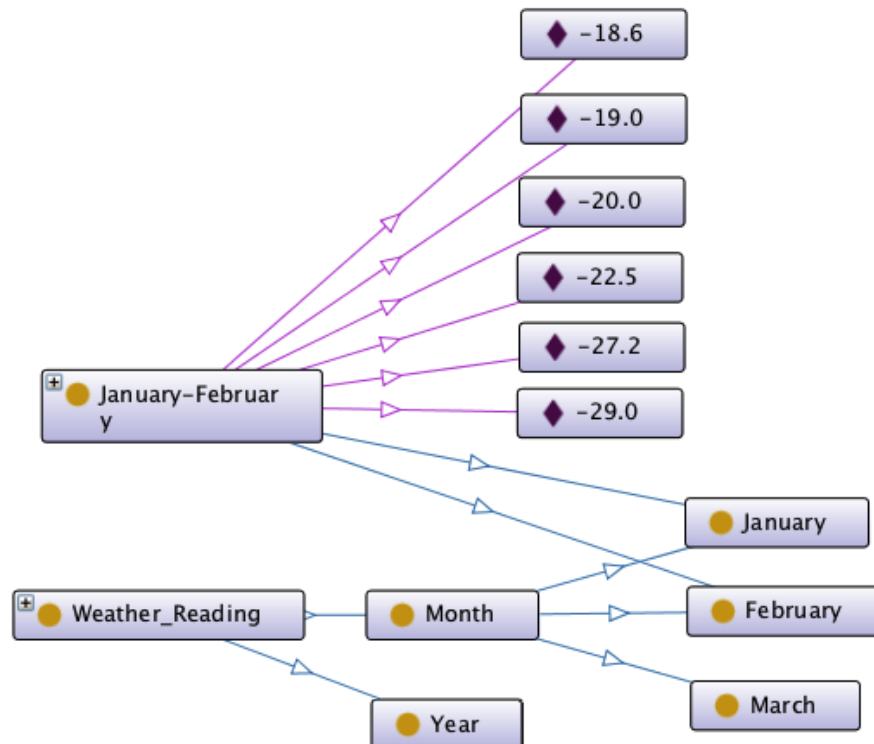 -18.6
-19.0
-20.0
-22.5
-27.2
-29.0
January-Februar
y
January
Weather_Reading
Month
February
March
Year